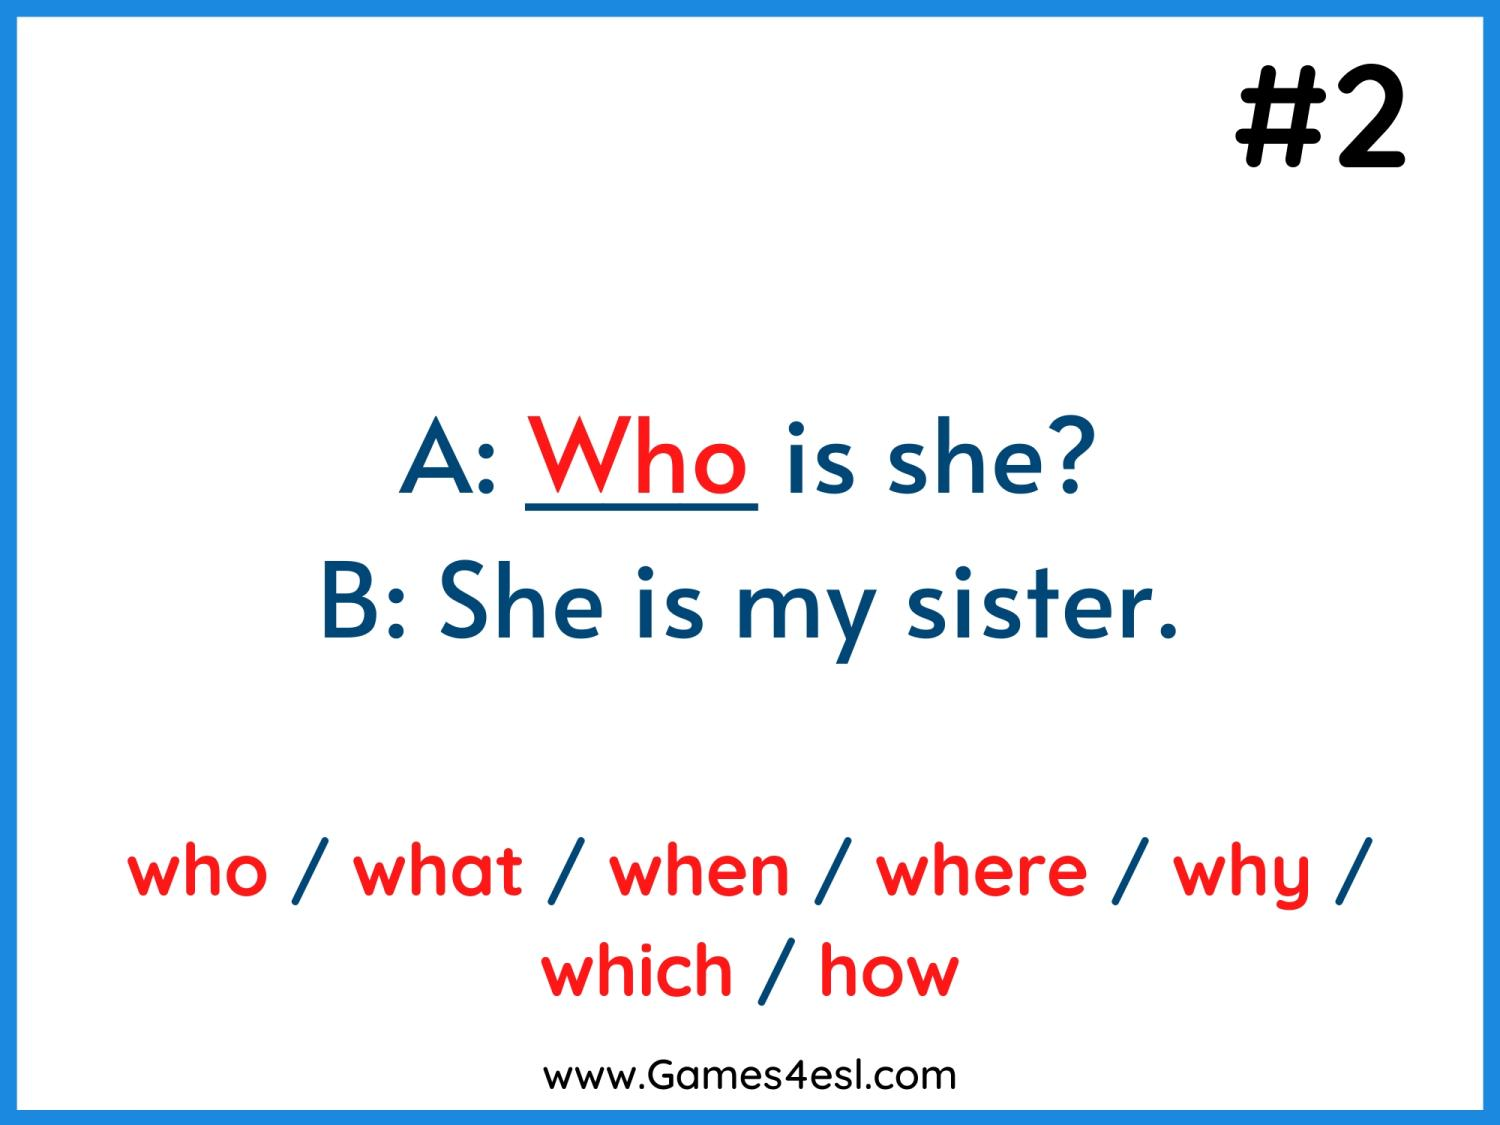 #2
A: Who is she?
B: She is my sister.
who / what / when / where / why /
which / how
www.Games4esl.com